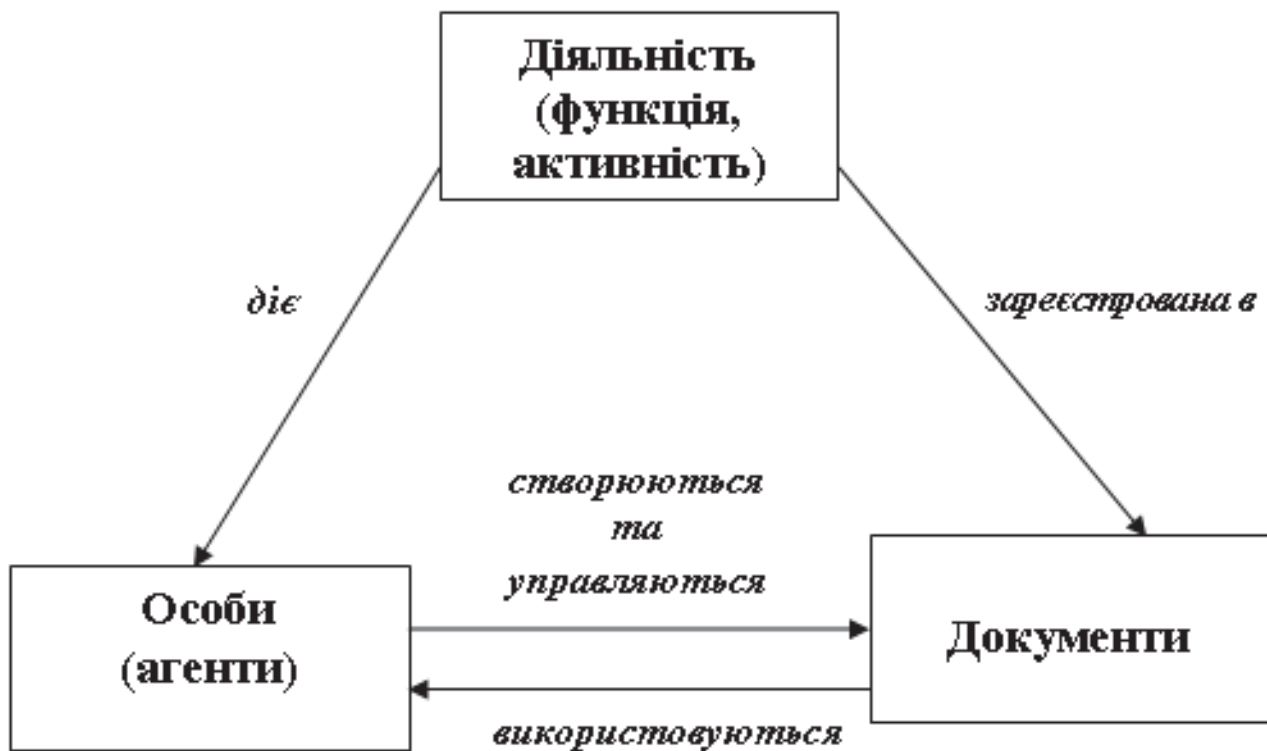 Діяльність
(функція,
активність)
діє
зареєстрована в
створюються
та
управляються
Особи
(агенти)
Документи
використовуються